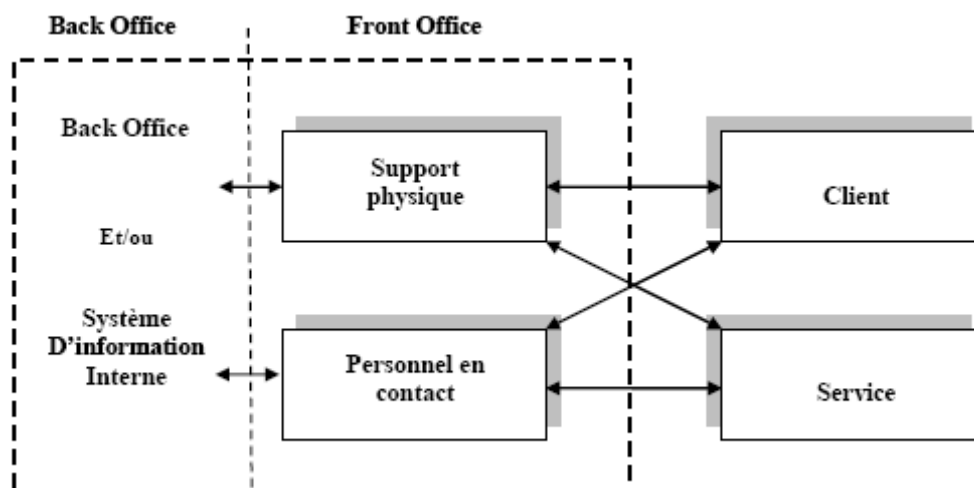 Back Office
Front Office
Back Office
Support
physique
Client
Et/ou
Système
D'information
Interne
Personnel en
contact
Service